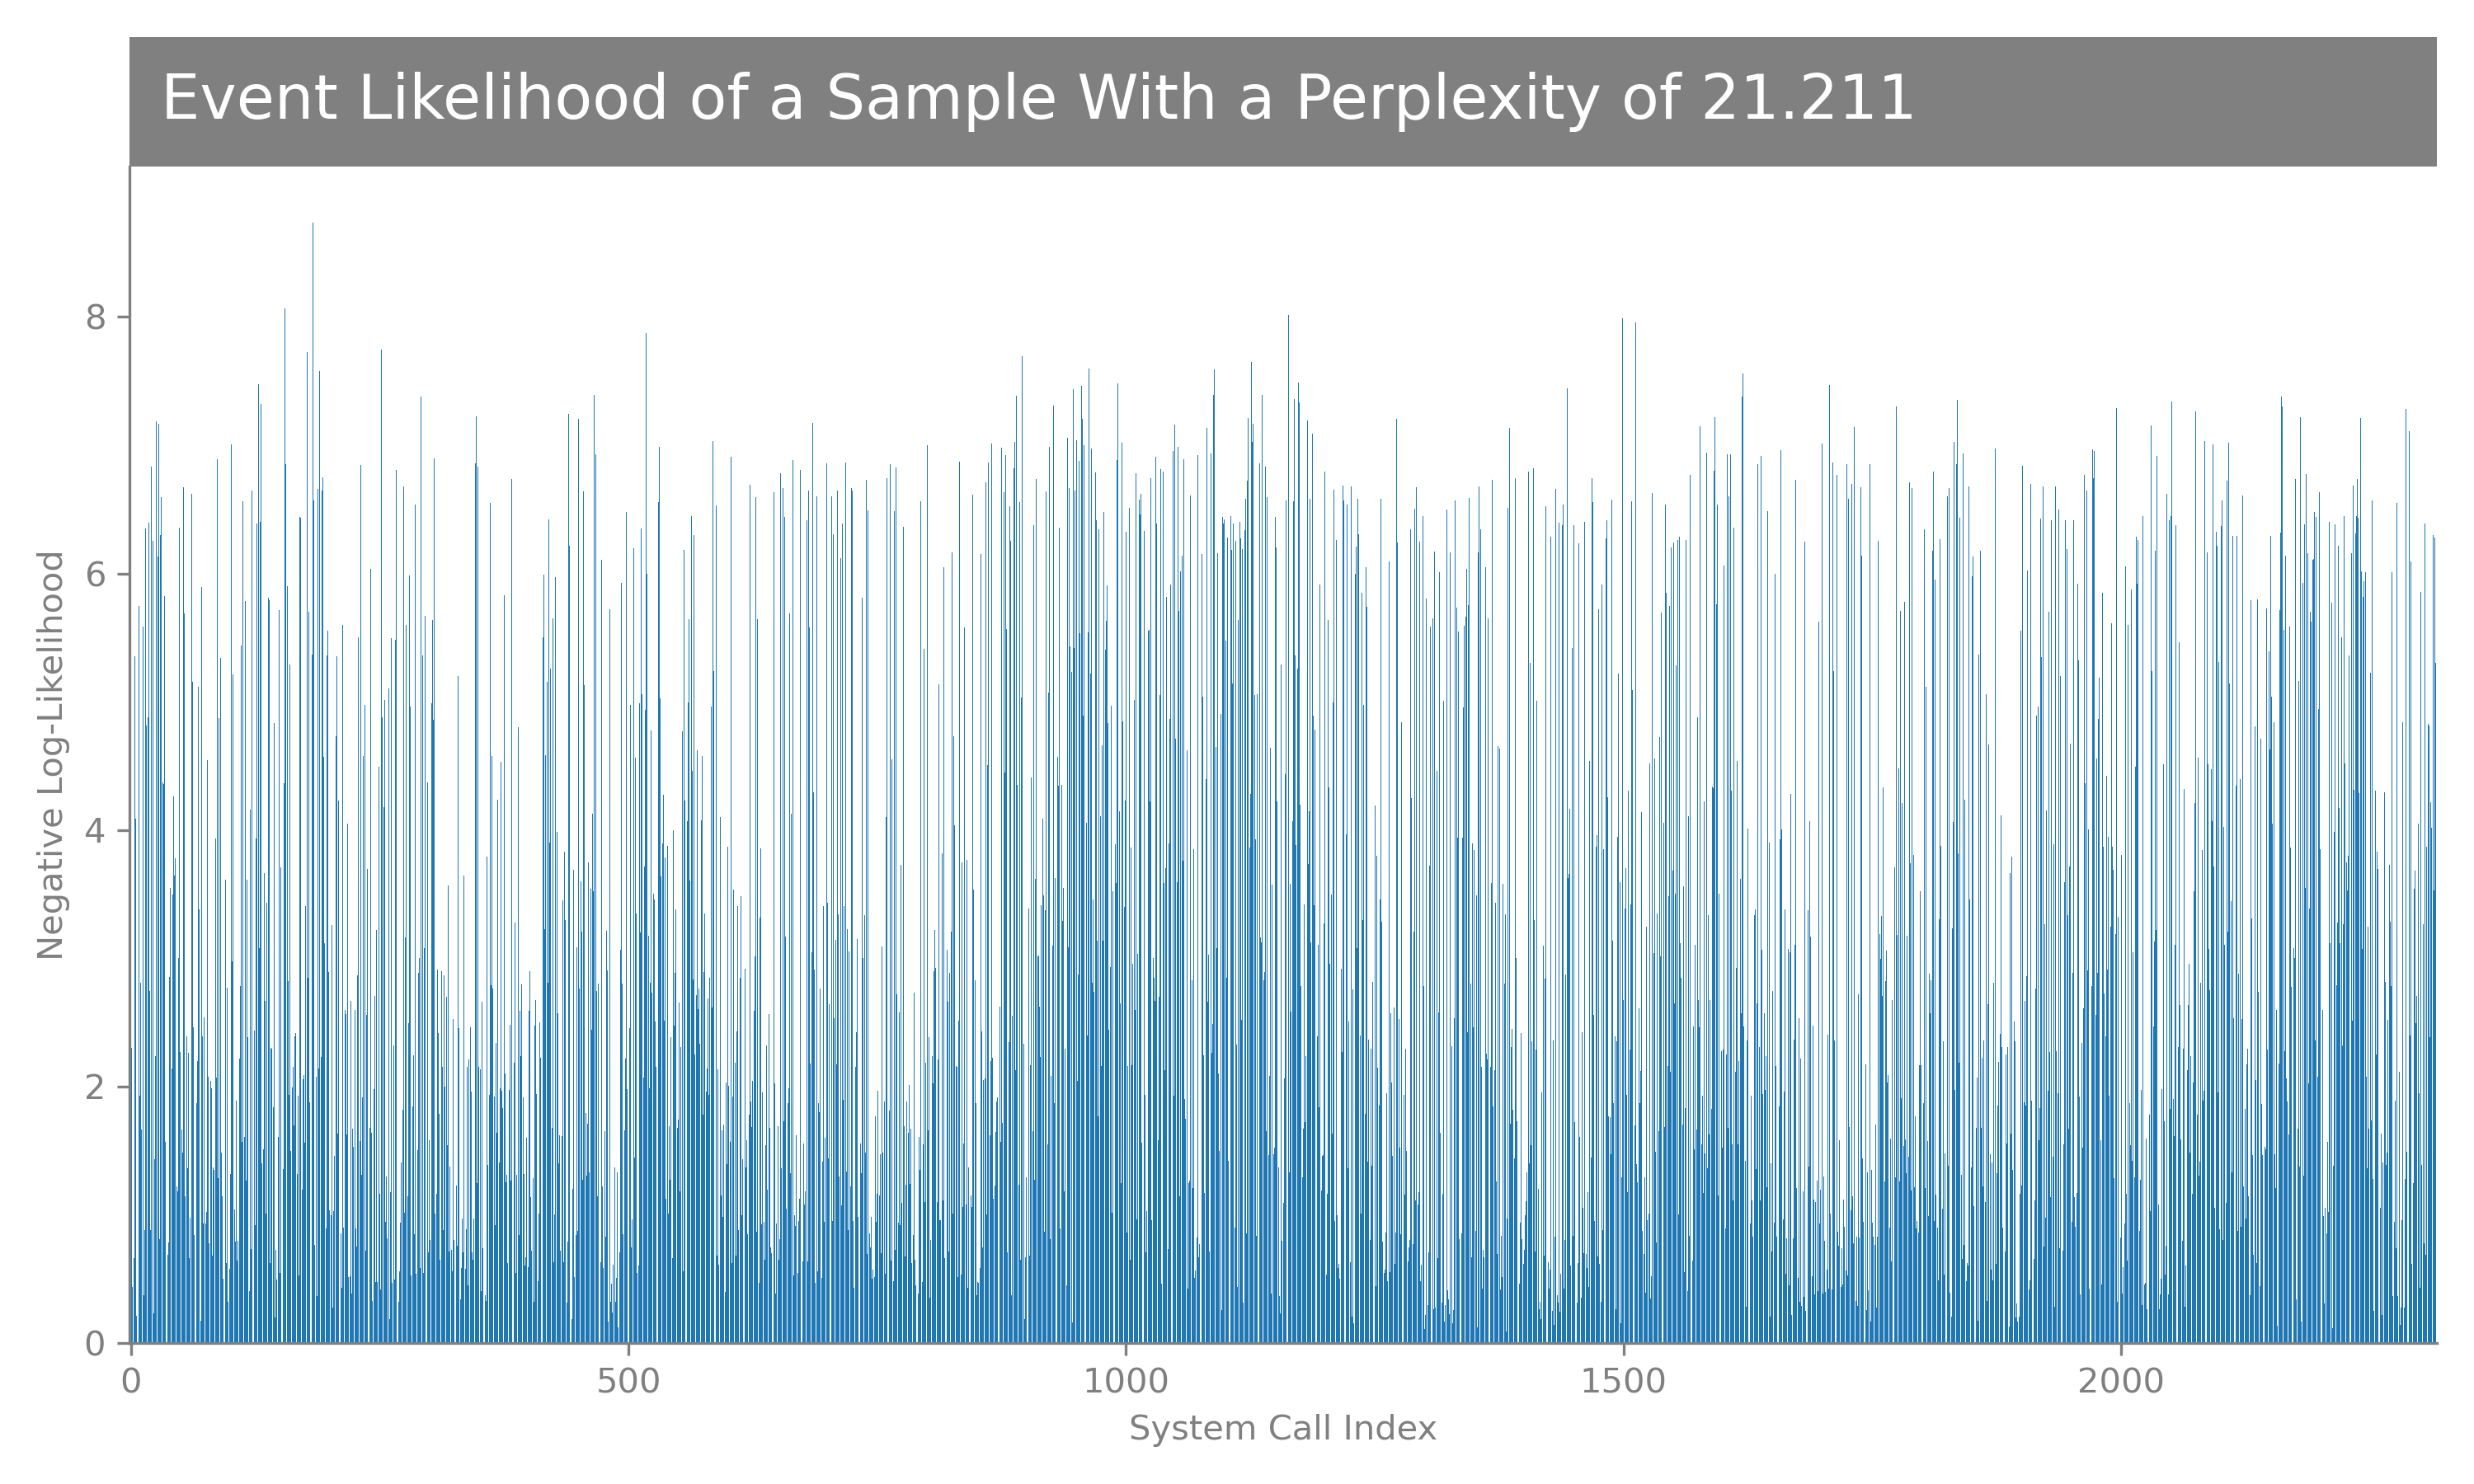 Event Likelihood of a Sample With a Perplexity of 21.211
8
6
4
2
0
Negative Log-Likelihood
0 500 1000 1500 2000
System Call Index